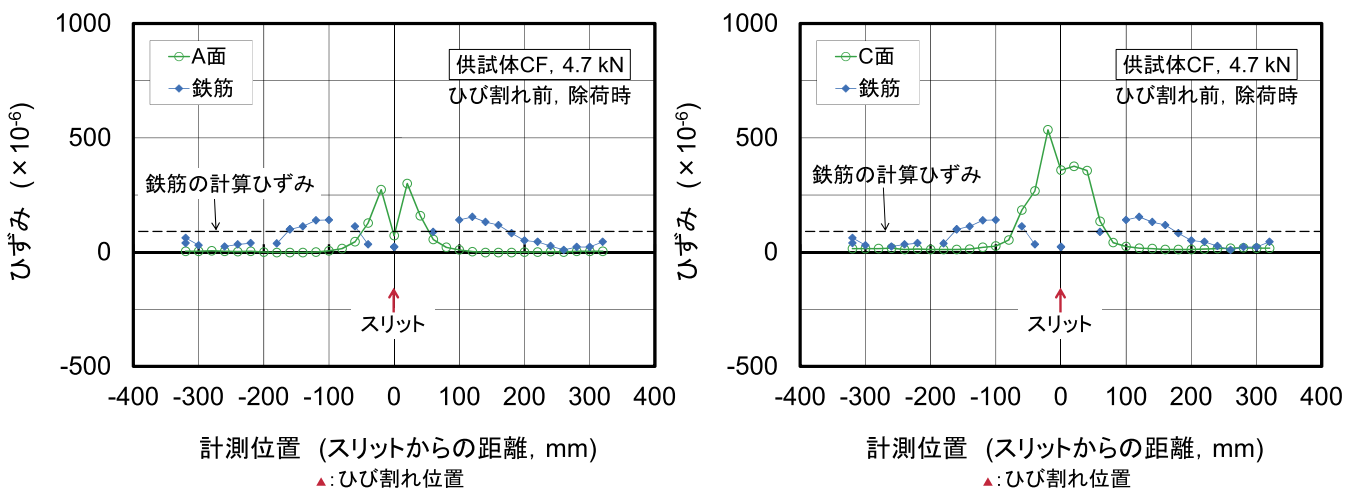 1000
500
0
-500
ひずみ (×10-6)
A面
鉄筋
供試体CF, 4.7 kN
ひび割れ前, 除荷時
鉄筋の計算ひずみ
スリット
-400 -300 -200 -100 0 100 200 300 400
計測位置 (スリットからの距離, mm)
▲: ひび割れ位置
1000
500
0
-500
ひずみ (×10-6)
C面
鉄筋
供試体CF, 4.7 kN
ひび割れ前, 除荷時
鉄筋の計算ひずみ
スリット
-400 -300 -200 -100 0 100 200 300 400
計測位置 (スリットからの距離, mm)
▲: ひび割れ位置